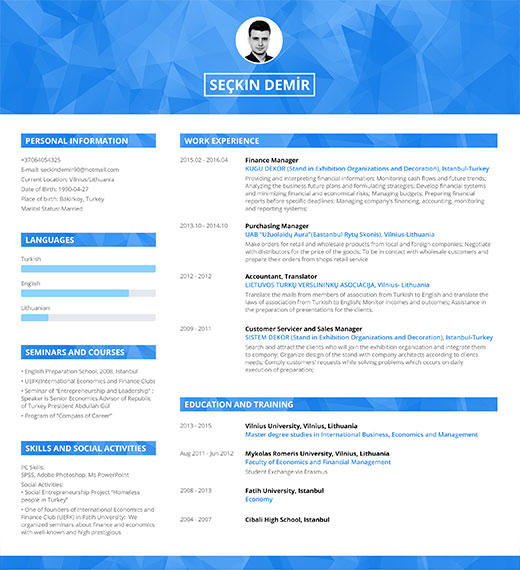 SEÇKİN DEMİR
PERSONAL INFORMATION
+37064054325
E-mail: seckindemir90@hotmail.com
Current Location: Vilnius/Lithuania
Date of Birth: 1990-04-27
Place of birth: Bakirkoy, Turkey
Marital Status: Married
LANGUAGES
Turkish
English
Lithuanian
SEMINARS AND COURSES
• English Preparation School, 2008, Istanbul
• UEFK(International Economics and Finance Club)
• Seminar of "Entrepreneurship and Leadership" :
Speaker is Senior Economics Advisor of Republic
of Turkey President Abdullah Gül
• Program of "Compass of Career"
SKILLS AND SOCIAL ACTIVITIES
PC Skills:
SPSS, Adobe Photoshop, Ms PowerPoint
Social Activities:
• Social Entrepreneurship Project "Homeless
people in Turkey"
• One of founders of International Economics and
Finance Club (UEFK) in Fatih University; We
organized seminars about finance and economics
with well-known and high prestigious
WORK EXPERIENCE
2015.02 - 2016.04
Finance Manager
KUGU DEKOR (Stand in Exhibition Organizations and Decoration), Istanbul-Turkey
Providing and interpreting financial information; Monitoring cash flows and future trends;
Analyzing the business future plans and formulating strategies; Develop financial systems
and minimizing financial and economical risks; Managing budgets; Preparing financial
reports before specific deadlines; Managing company's financing, accounting, monitoring
and reporting systems;
2013.10 - 2014.10
Purchasing Manager
UAB "Užuolaidų Aura"(Eastanbul Rytų Skonis), Vilnius-Lithuania
Make orders for retail and wholesale products from local and foreign companies; Negotiate
with distributors for the price of the goods; To be in contact with wholesale customers and
prepare their orders from shops retail service
2012 - 2012
Accountant, Translator
LIETUVOS TURKŲ VERSLININKŲ ASOCIACIJA, Vilnius- Lithuania
Translate the mails from members of association from Turkish to English and translate the
laws of association from Turkish to English; Monitor incomes and outcomes; Assistance in
the preparation of presentations for the clients.
2009 - 2011
Customer Servicer and Sales Manager
SISTEM DEKOR (Stand in Exhibition Organizations and Decoration), Istanbul-Turkey
Search and attract the clients who will join in the exhibition organization and integrate them
to company; Organize design of the stand with company architects according to clients
needs; Comply customers' requests while solving problems which occurs on daily
execution of preparation;
EDUCATION AND TRAINING
2013 - 2015
Vilnius University, Vilnius, Lithuania
Master degree studies in International Business, Economics and Management
Aug 2011 - Jun 2012
Mykolas Romeris University, Vilnius, Lithuania
Faculty of Economics and Financial Management
Student Exchange via Erasmus
2008 - 2013
Fatih University, Istanbul
Economy
2004 - 2007
Cibali High School, Istanbul